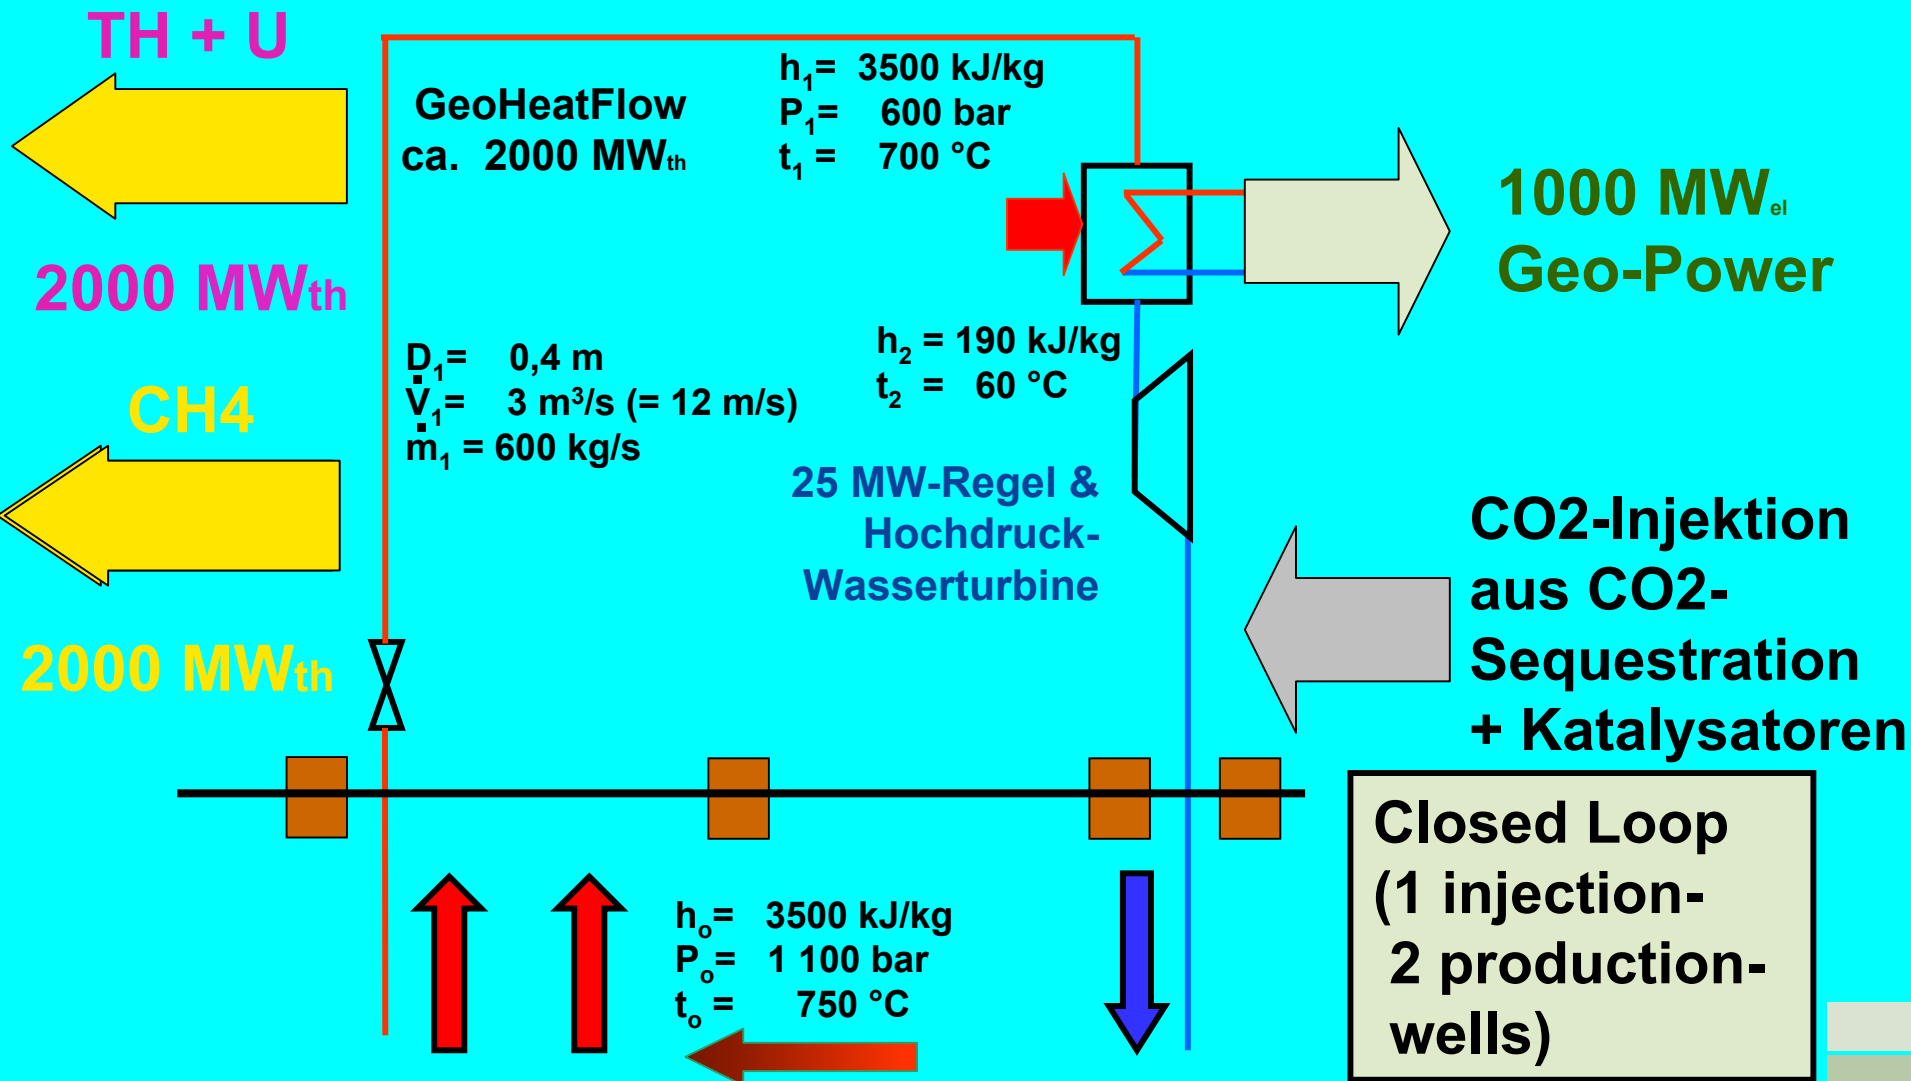 TH + U
2000 MWth
CH4
2000 MWth
GeoHeatFlow
ca. 2000 MWth
h1= 3500 kJ/kg
P1= 600 bar
t1 = 700 °C
1000 MWel
Geo-Power
D1= 0,4 m
V̇1= 3 m³/s (= 12 m/s)
ṁ1 = 600 kg/s
h2 = 190 kJ/kg
t2 = 60 °C
25 MW-Regel &
Hochdruck-
Wasserturbine
CO2-Injektion
aus CO2-
Sequestration
+ Katalysatoren
ho= 3500 kJ/kg
Po= 1 100 bar
to = 750 °C
Closed Loop
(1 injection-
2 production-
wells)